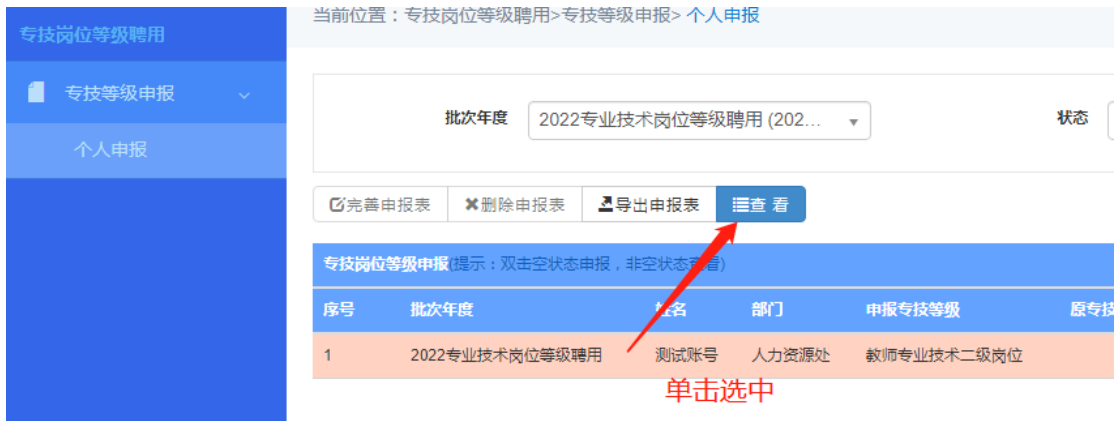 当前位置：专技岗位等级聘用>专技等级申报> 个人申报
专技岗位等级聘用
专技等级申报
个人申报
批次年度 2022专业技术岗位等级聘用 (202... 状态
完善申报表 删除申报表 导出申报表 查 看
专技岗位等级申报(提示：双击空状态申报，非空状态查看)
序号 批次年度 姓名 部门 申报专技等级 原专技
1 2022专业技术岗位等级聘用 测试账号 人力资源处 教师专业技术二级岗位
单击选中